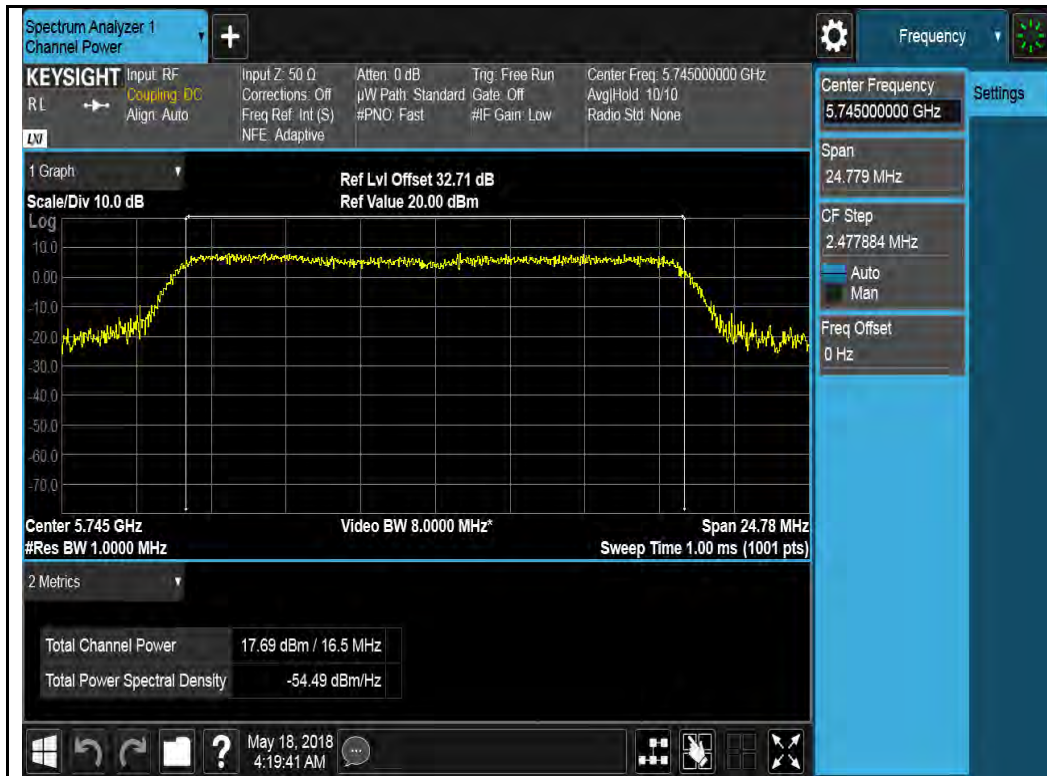 Spectrum Analyzer 1
Channel Power
+
Frequency
KEYSIGHT
RL
LXI
Input: RF
Coupling: DC
Align: Auto
Input Z: 50 Ω
Corrections: Off
Freq Ref: Int (S)
NFE: Adaptive
Atten: 0 dB
µW Path: Standard
#PNO: Fast
Trig: Free Run
Gate: Off
#IF Gain: Low
Center Freq: 5.745000000 GHz
Avg|Hold: 10/10
Radio Std: None
Center Frequency
5.745000000 GHz
Settings
Span
24.779 MHz
CF Step
2.477884 MHz
Auto
Man
Freq Offset
0 Hz
1 Graph
Scale/Div 10.0 dB
Ref Lvl Offset 32.71 dB
Ref Value 20.00 dBm
Log
10.0
0.00
-10.0
-20.0
-30.0
-40.0
-50.0
-60.0
-70.0
Center 5.745 GHz
#Res BW 1.0000 MHz
Video BW 8.0000 MHz*
Span 24.78 MHz
Sweep Time 1.00 ms (1001 pts)
2 Metrics
Total Channel Power 17.69 dBm / 16.5 MHz
Total Power Spectral Density -54.49 dBm/Hz
?
May 18, 2018
4:19:41 AM